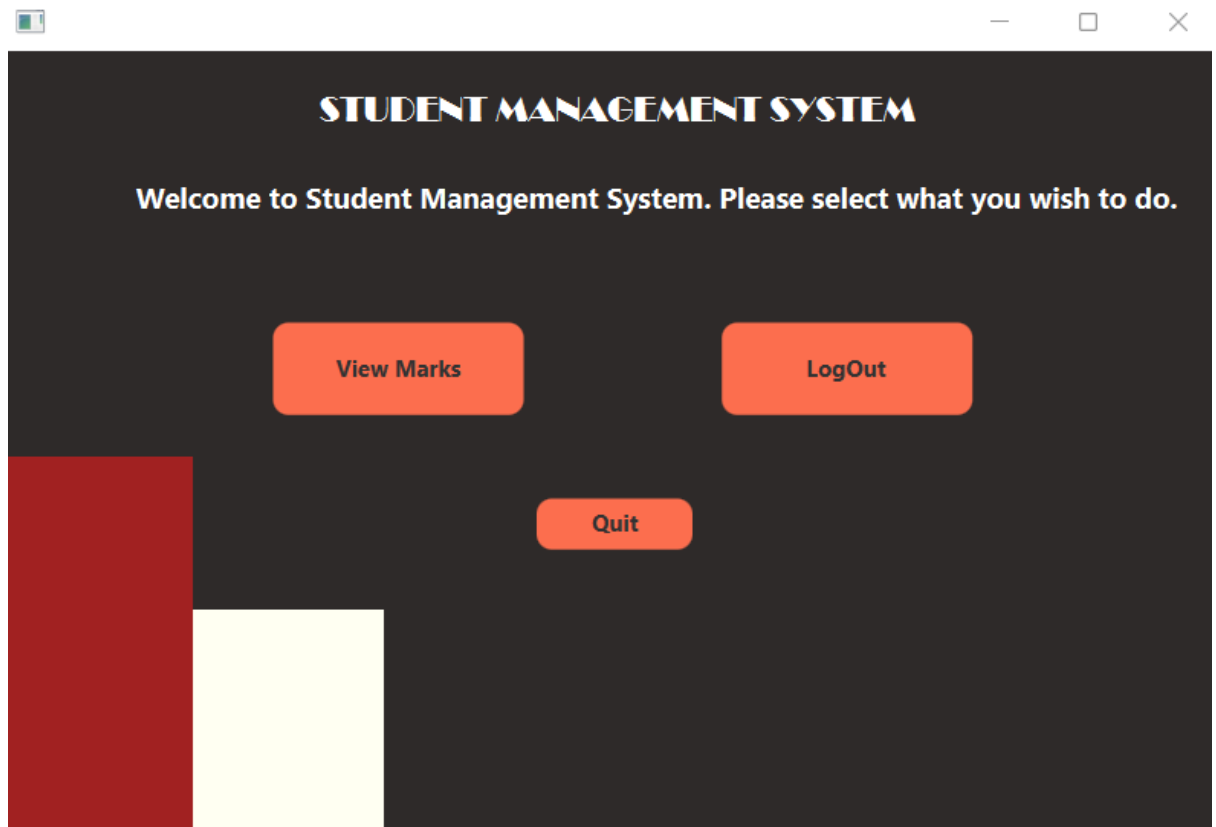 STUDENT MANAGEMENT SYSTEM
Welcome to Student Management System. Please select what you wish to do.
View Marks
LogOut
Quit